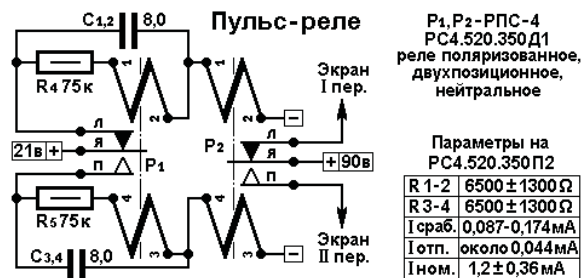 Пульс-реле
C1,2 8,0
R4 75к
1
2
1
2
Л
Я
П
21в +
P1
P2
Экран
I пер.
Л
Я
П
+ 90в
Экран
II пер.
R5 75к
4
3
4
3
C3,4 8,0
P1,P2-РПС-4
РС4.520.350Д1
реле поляризованное,
двухпозиционное,
нейтральное
Параметры на
РС4.520.350П2
R 1-2 6500±1300Ω
R 3-4 6500±1300Ω
I сраб. 0,087-0,174мА
I отп. около 0,044мА
I ном. 1,2±0,36мА